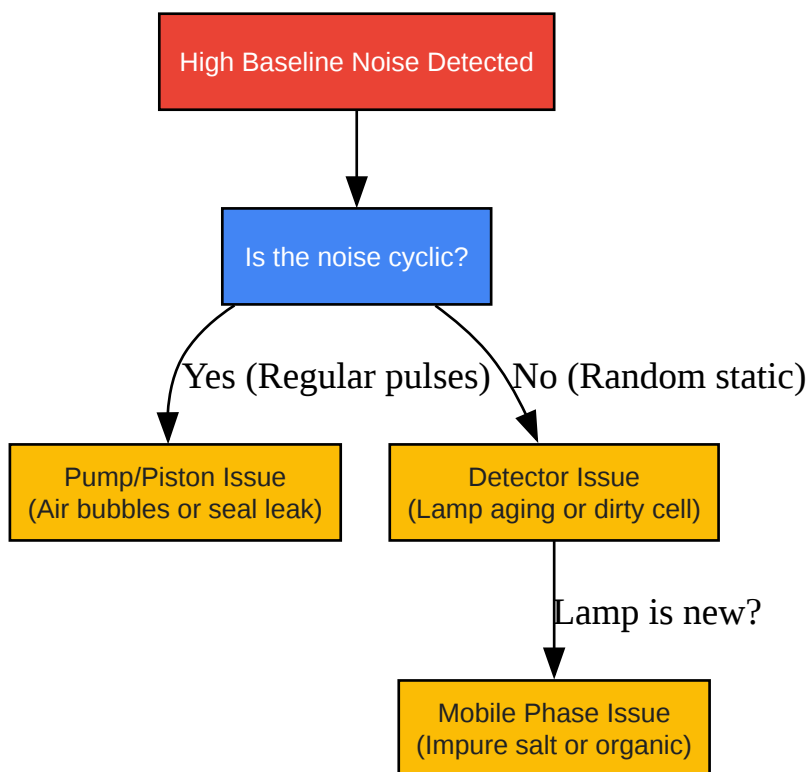 High Baseline Noise Detected
Is the noise cyclic?
Yes (Regular pulses)
No (Random static)
Pump/Piston Issue
(Air bubbles or seal leak)
Detector Issue
(Lamp aging or dirty cell)
Lamp is new?
Mobile Phase Issue
(Impure salt or organic)